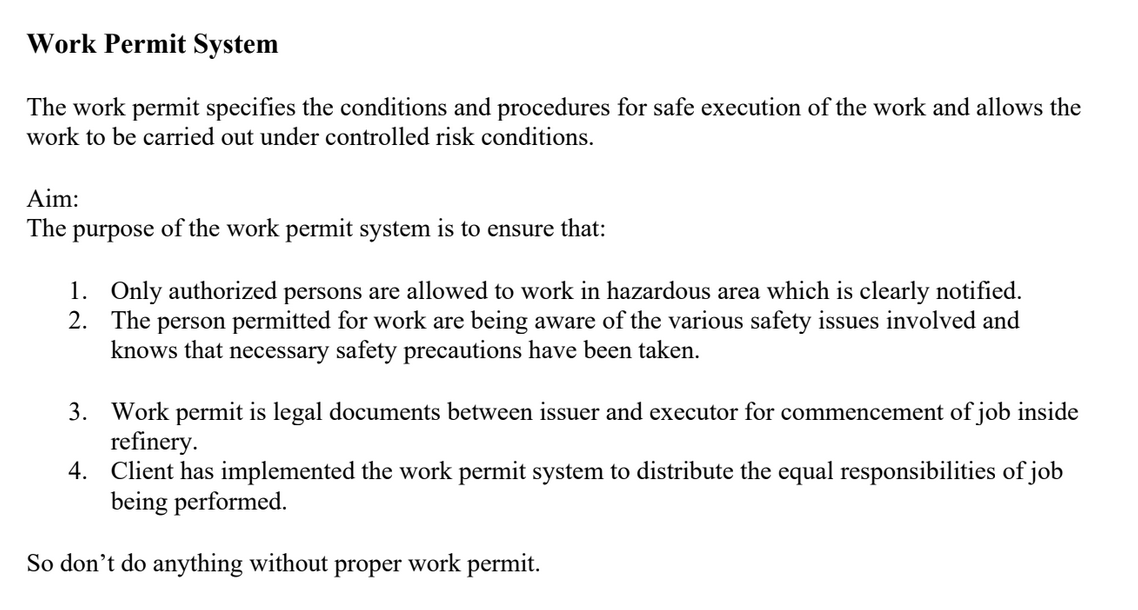 Work Permit System
The work permit specifies the conditions and procedures for safe execution of the work and allows the
work to be carried out under controlled risk conditions.
Aim:
The purpose of the work permit system is to ensure that:
1. Only authorized persons are allowed to work in hazardous area which is clearly notified.
2. The person permitted for work are being aware of the various safety issues involved and
knows that necessary safety precautions have been taken.
3. Work permit is legal documents between issuer and executor for commencement of job inside
refinery.
4. Client has implemented the work permit system to distribute the equal responsibilities of job
being performed.
So don’t do anything without proper work permit.